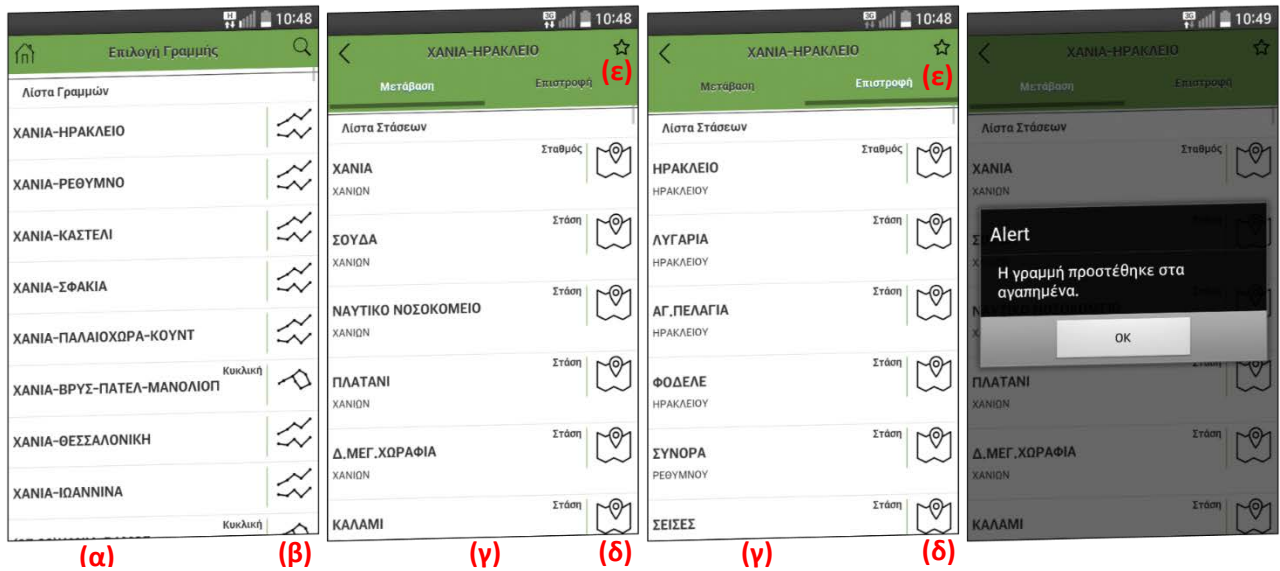 H 10:48
Επιλογή Γραμμής
Λίστα Γραμμών
ΧΑΝΙΑ-ΗΡΑΚΛΕΙΟ
ΧΑΝΙΑ-ΡΕΘΥΜΝΟ
ΧΑΝΙΑ-ΚΑΣΤΕΛΙ
ΧΑΝΙΑ-ΣΦΑΚΙΑ
ΧΑΝΙΑ-ΠΑΛΑΙΟΧΩΡΑ-ΚΟΥΝΤ
Κυκλική
ΧΑΝΙΑ-ΒΡΥΣ-ΠΑΤΕΛ-ΜΑΝΟΛΙΟΠ
ΧΑΝΙΑ-ΘΕΣΣΑΛΟΝΙΚΗ
ΧΑΝΙΑ-ΙΩΑΝΝΙΝΑ
Κυκλική
(α) (β)
3G 10:48
ΧΑΝΙΑ-ΗΡΑΚΛΕΙΟ
(ε)
Μετάβαση Επιστροφή
Λίστα Στάσεων
Σταθμός
ΧΑΝΙΑ
ΧΑΝΙΩΝ
Στάση
ΣΟΥΔΑ
ΧΑΝΙΩΝ
Στάση
ΝΑΥΤΙΚΟ ΝΟΣΟΚΟΜΕΙΟ
ΧΑΝΙΩΝ
Στάση
ΠΛΑΤΑΝΙ
ΧΑΝΙΩΝ
Στάση
Δ.ΜΕΓ.ΧΩΡΑΦΙΑ
ΧΑΝΙΩΝ
Στάση
ΚΑΛΑΜΙ
(γ) (δ)
3G 10:48
ΧΑΝΙΑ-ΗΡΑΚΛΕΙΟ
(ε)
Μετάβαση Επιστροφή
Λίστα Στάσεων
Σταθμός
ΗΡΑΚΛΕΙΟ
ΗΡΑΚΛΕΙΟΥ
Στάση
ΛΥΓΑΡΙΑ
ΗΡΑΚΛΕΙΟΥ
Στάση
ΑΓ.ΠΕΛΑΓΙΑ
ΗΡΑΚΛΕΙΟΥ
Στάση
ΦΟΔΕΛΕ
ΗΡΑΚΛΕΙΟΥ
Στάση
ΣΥΝΟΡΑ
ΡΕΘΥΜΝΟΥ
Στάση
ΣΕΙΣΕΣ
(γ) (δ)
3G 10:49
ΧΑΝΙΑ-ΗΡΑΚΛΕΙΟ
Μετάβαση Επιστροφή
Λίστα Στάσεων
Σταθμός
ΧΑΝΙΑ
ΧΑΝΙΩΝ
Alert
Η γραμμή προστέθηκε στα
αγαπημένα.
OK
ΠΛΑΤΑΝΙ
ΧΑΝΙΩΝ
Στάση
Δ.ΜΕΓ.ΧΩΡΑΦΙΑ
ΧΑΝΙΩΝ
Στάση
ΚΑΛΑΜΙ